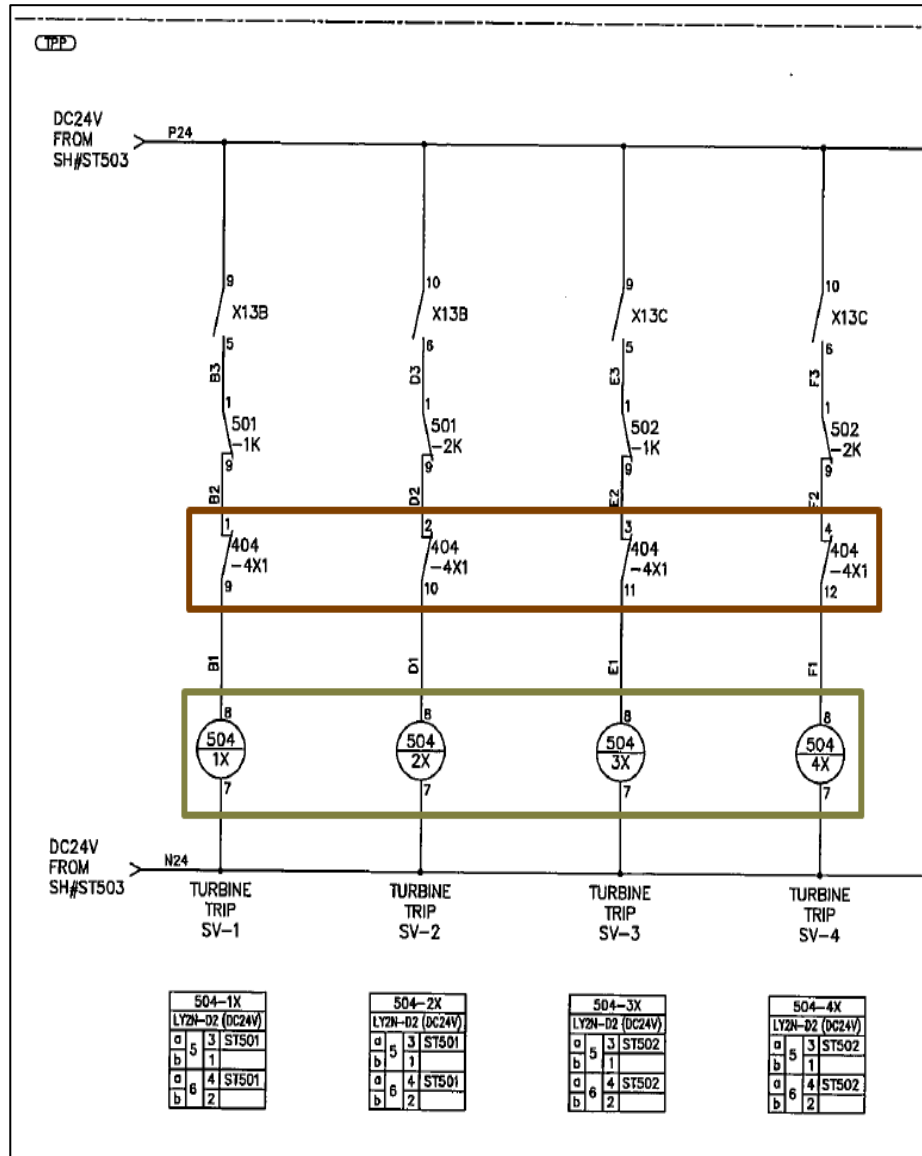 TPP
DC24V
FROM
SH#ST503
P24
9
X13B
5
B3
1
501
-1K
9
B2
1
404
-4X1
9
B1
8
504
1X
7
10
X13B
6
D3
1
501
-2K
9
D2
2
404
-4X1
10
D1
8
504
2X
7
9
X13C
5
E3
1
502
-1K
9
E2
3
404
-4X1
11
E1
8
504
3X
7
10
X13C
6
F3
1
502
-2K
9
F2
4
404
-4X1
12
F1
8
504
4X
7
DC24V
FROM
SH#ST503
N24
TURBINE
TRIP
SV-1
TURBINE
TRIP
SV-2
TURBINE
TRIP
SV-3
TURBINE
TRIP
SV-4
504-1X
LY2N-D2 (DC24V)
a 5 3 ST501
b 1
a 6 4 ST501
b 2
504-2X
LY2N-D2 (DC24V)
a 5 3 ST501
b 1
a 6 4 ST501
b 2
504-3X
LY2N-D2 (DC24V)
a 5 3 ST502
b 1
a 6 4 ST502
b 2
504-4X
LY2N-D2 (DC24V)
a 5 3 ST502
b 1
a 6 4 ST502
b 2